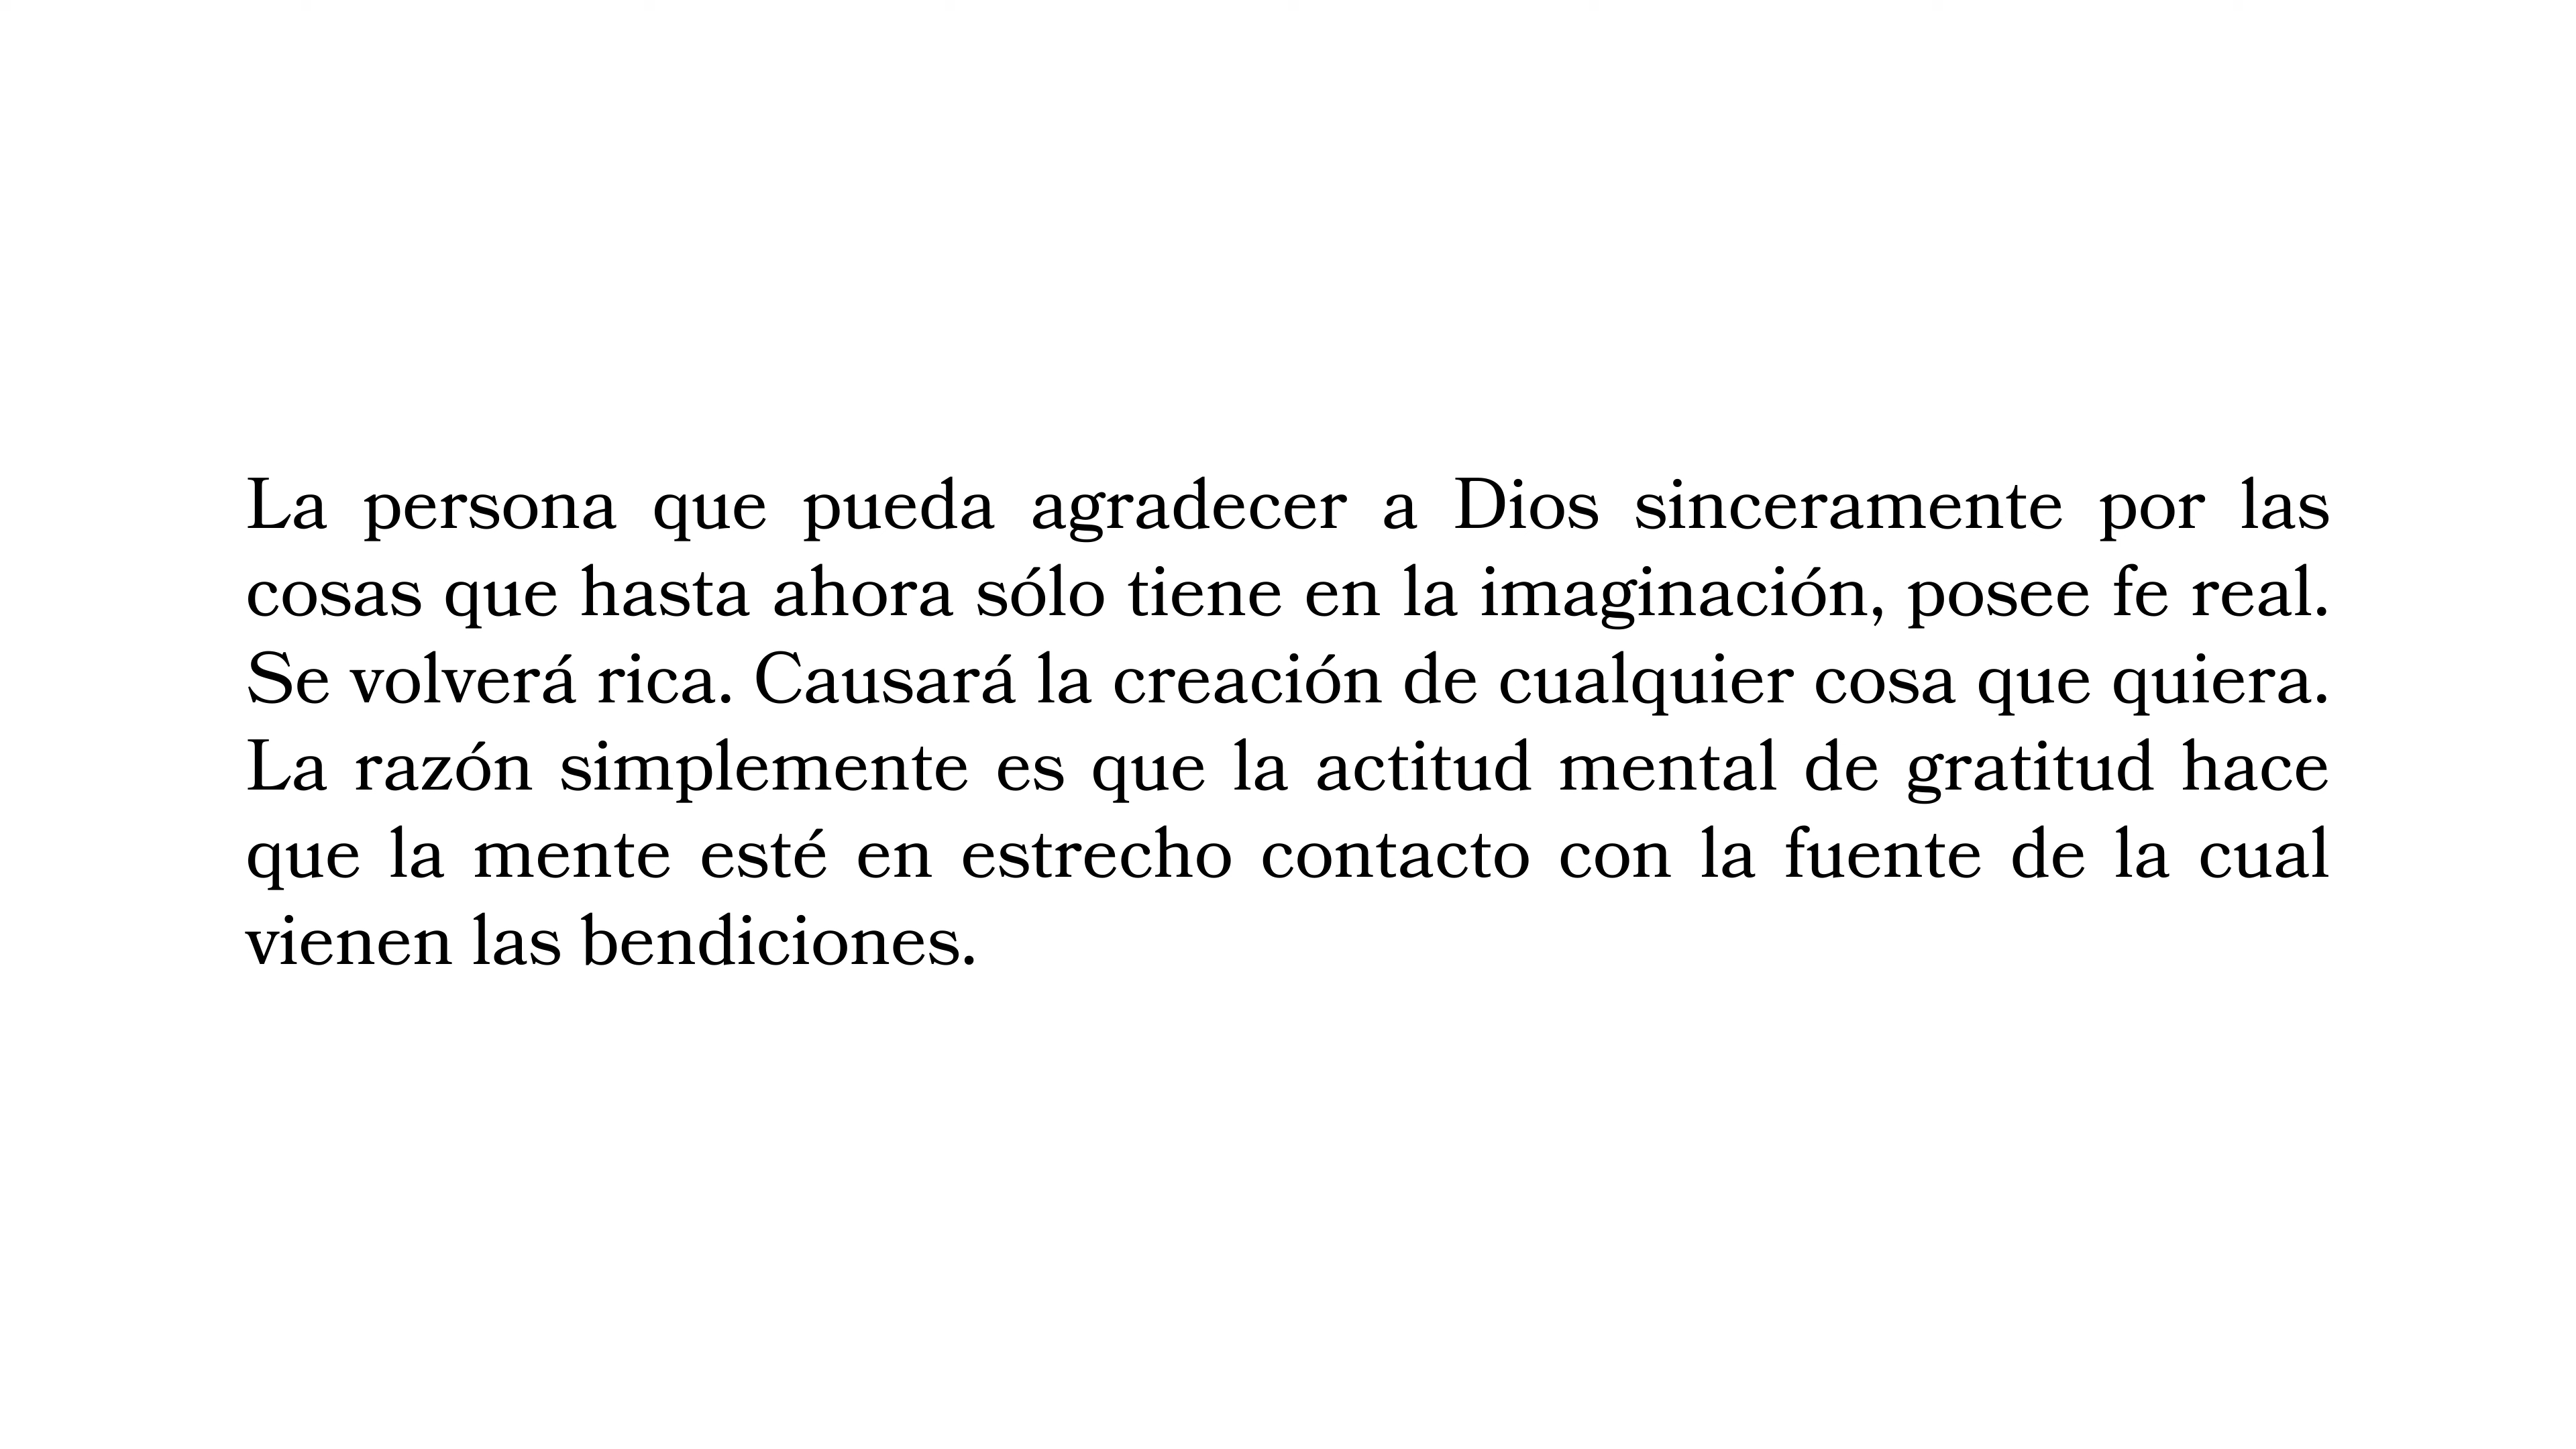 La persona que pueda agradecer a Dios sinceramente por las
cosas que hasta ahora sólo tiene en la imaginación, posee fe real.
Se volverá rica. Causará la creación de cualquier cosa que quiera.
La razón simplemente es que la actitud mental de gratitud hace
que la mente esté en estrecho contacto con la fuente de la cual
vienen las bendiciones.